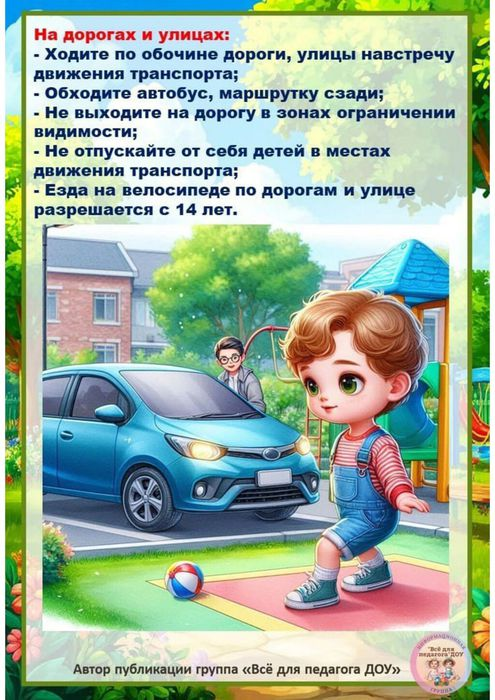 На дорогах и улицах:
- Ходите по обочине дороги, улицы навстречу
движения транспорта;
- Обходите автобус, маршрутку сзади;
- Не выходите на дорогу в зонах ограничении
видимости;
- Не отпускайте от себя детей в местах
движения транспорта;
- Езда на велосипеде по дорогам и улице
разрешается с 14 лет.
ИНФОРМАЦИОННАЯ
"Всё для
педагога ДОУ"
ГРУППА
Автор публикации группа «Всё для педагога ДОУ»